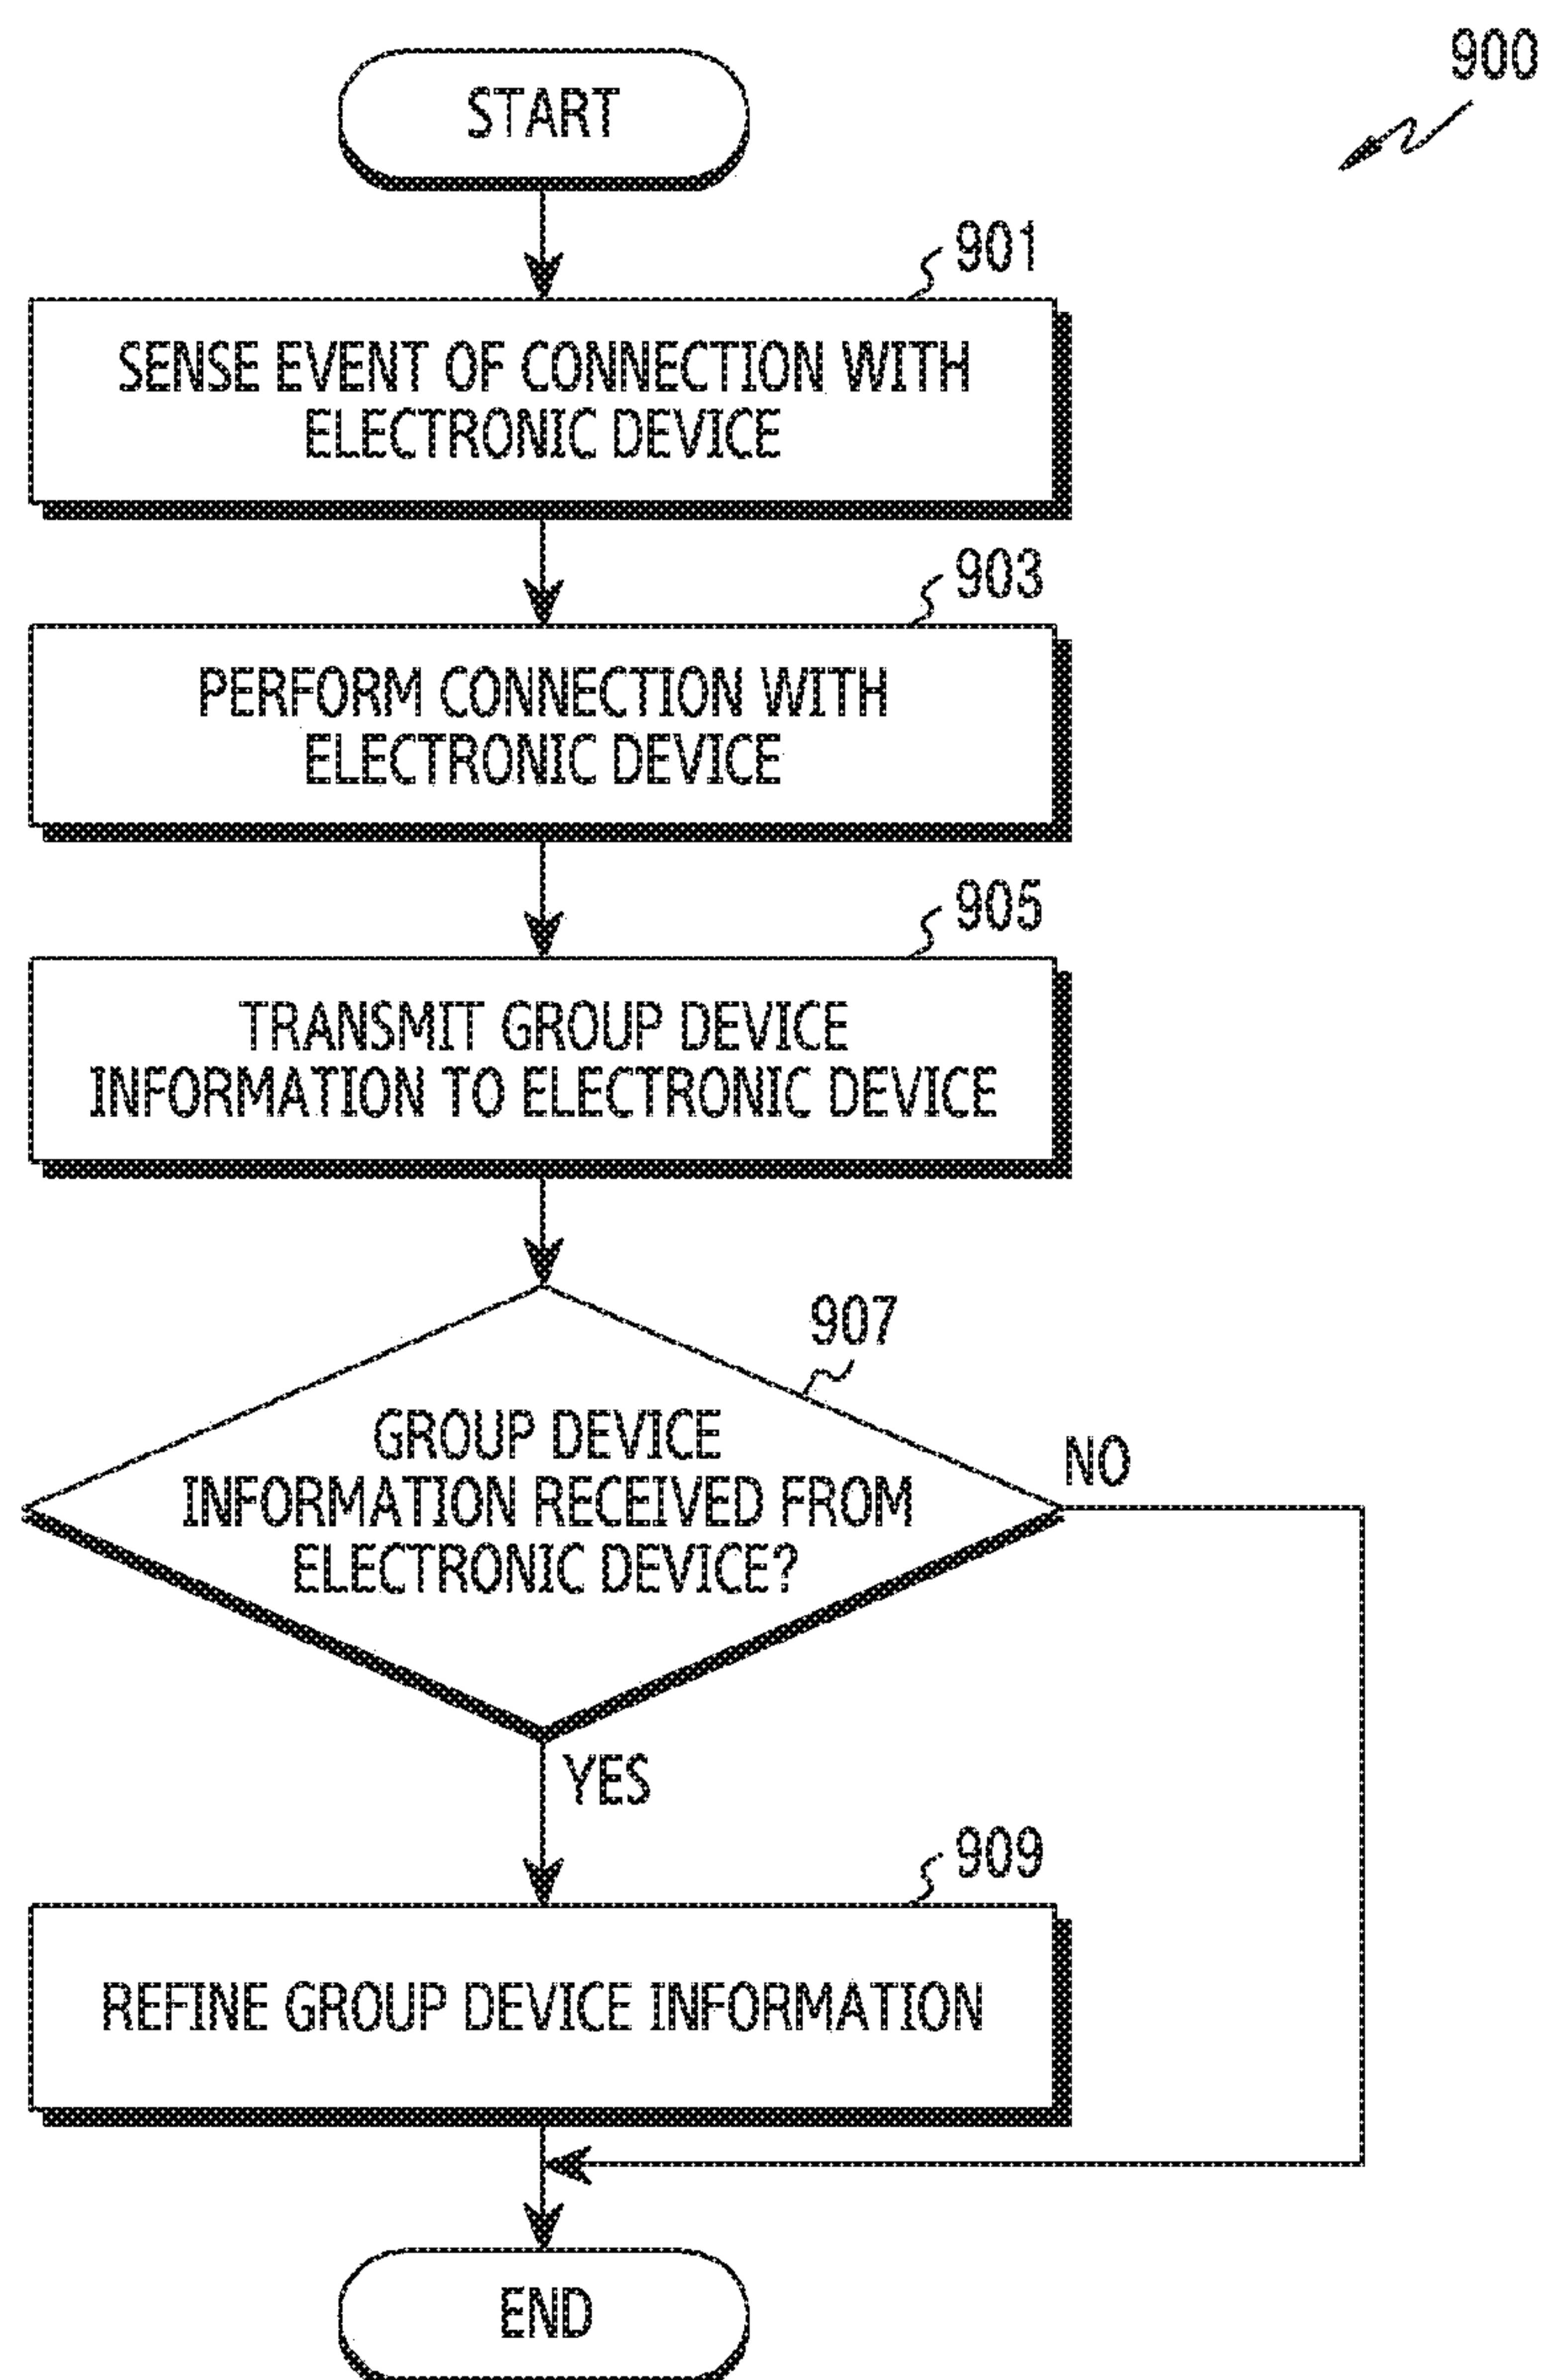 900
START
901
SENSE EVENT OF CONNECTION WITH
ELECTRONIC DEVICE
903
PERFORM CONNECTION WITH
ELECTRONIC DEVICE
905
TRANSMIT GROUP DEVICE
INFORMATION TO ELECTRONIC DEVICE
907
GROUP DEVICE
INFORMATION RECEIVED FROM
ELECTRONIC DEVICE?
NO
YES
909
REFINE GROUP DEVICE INFORMATION
END